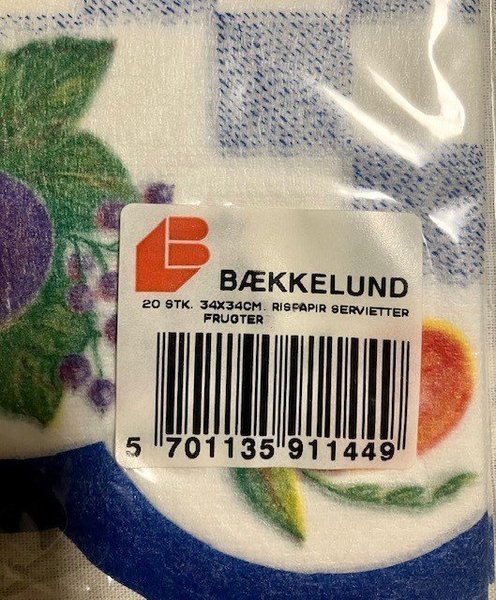 B
BÆKKELUND
20 STK. 34X34CM. RISPAPIR SERVIETTER
FRUGTER
5 701135 911449